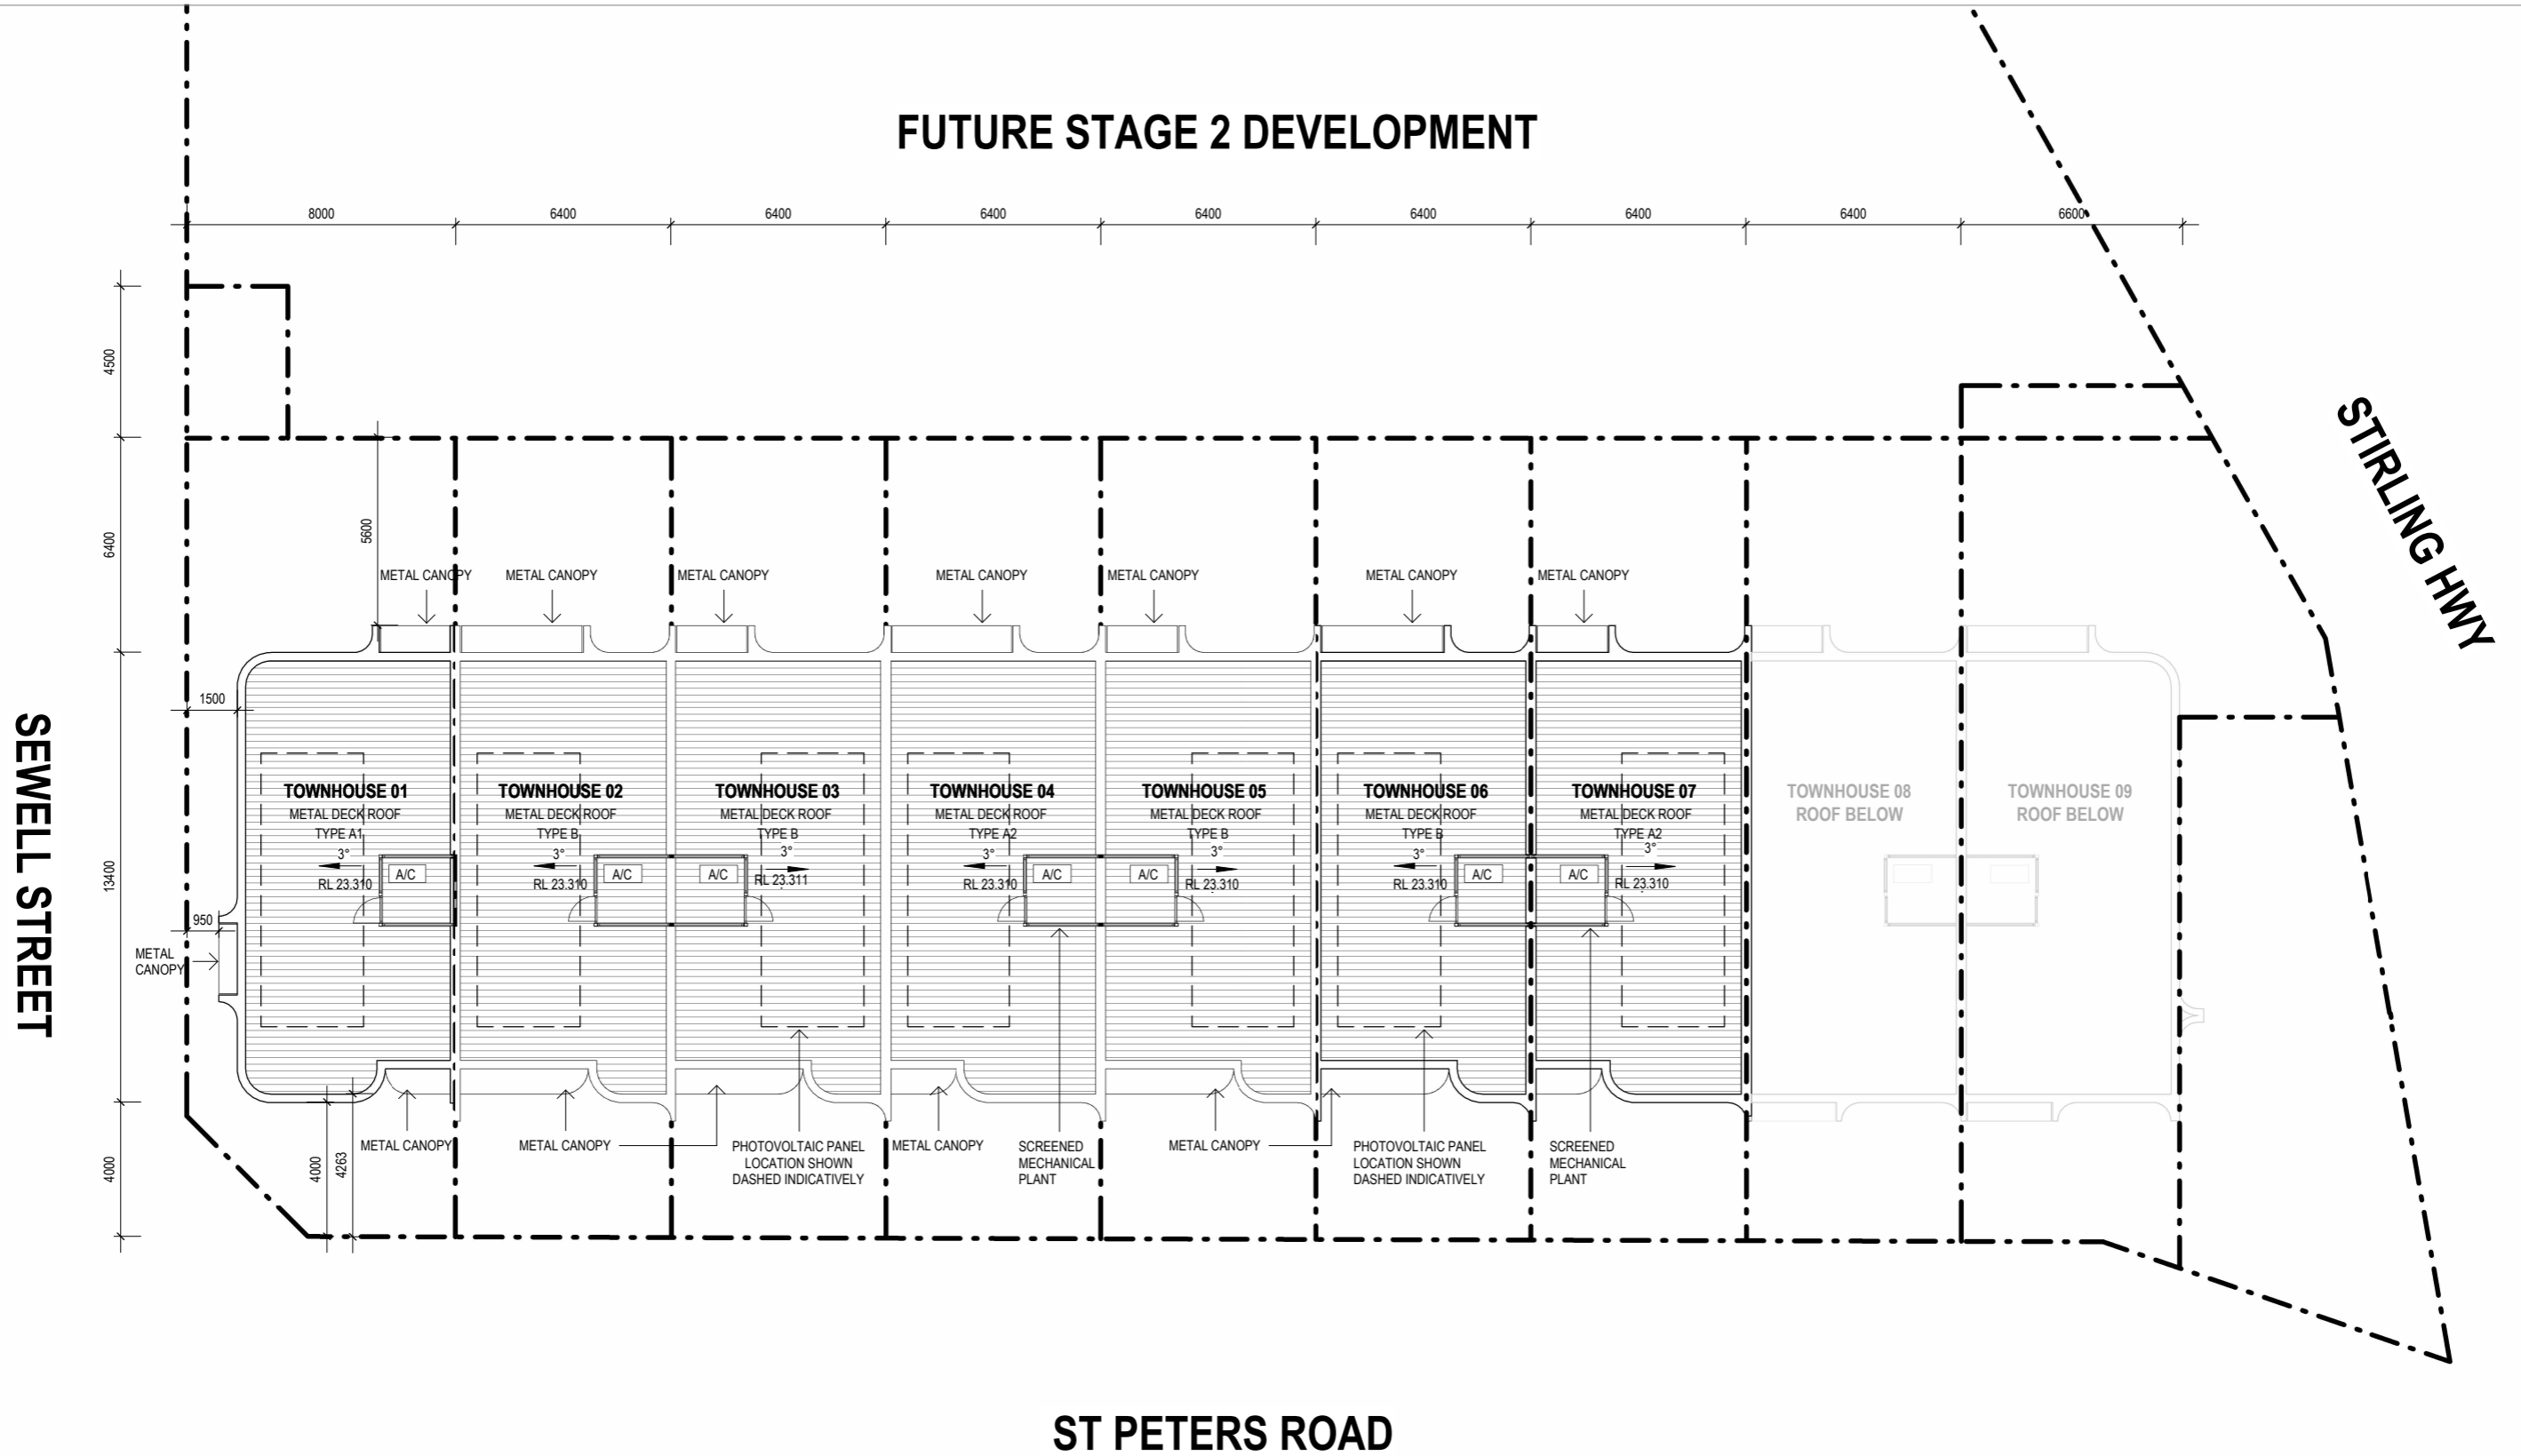 FUTURE STAGE 2 DEVELOPMENT
8000
6400
6400
6400
6400
6400
6400
6400
6600
4500
6400
13400
4000
5600
1500
950
4000
4263
STIRLING HWY
SEWELL STREET
METAL CANOPY
METAL CANOPY
METAL CANOPY
METAL CANOPY
METAL CANOPY
METAL CANOPY
METAL CANOPY
TOWNHOUSE 01
METAL DECK ROOF
TYPE A1
3°
RL 23.310
A/C
TOWNHOUSE 02
METAL DECK ROOF
TYPE B
3°
RL 23.310
A/C
TOWNHOUSE 03
METAL DECK ROOF
TYPE B
3°
RL 23.311
A/C
TOWNHOUSE 04
METAL DECK ROOF
TYPE A2
3°
RL 23.310
A/C
TOWNHOUSE 05
METAL DECK ROOF
TYPE B
3°
RL 23.310
A/C
TOWNHOUSE 06
METAL DECK ROOF
TYPE B
3°
RL 23.310
A/C
TOWNHOUSE 07
METAL DECK ROOF
TYPE A2
3°
RL 23.310
A/C
TOWNHOUSE 08
ROOF BELOW
TOWNHOUSE 09
ROOF BELOW
METAL
CANOPY
METAL CANOPY
METAL CANOPY
PHOTOVOLTAIC PANEL
LOCATION SHOWN
DASHED INDICATIVELY
METAL CANOPY
SCREENED
MECHANICAL
PLANT
METAL CANOPY
PHOTOVOLTAIC PANEL
LOCATION SHOWN
DASHED INDICATIVELY
SCREENED
MECHANICAL
PLANT
ST PETERS ROAD